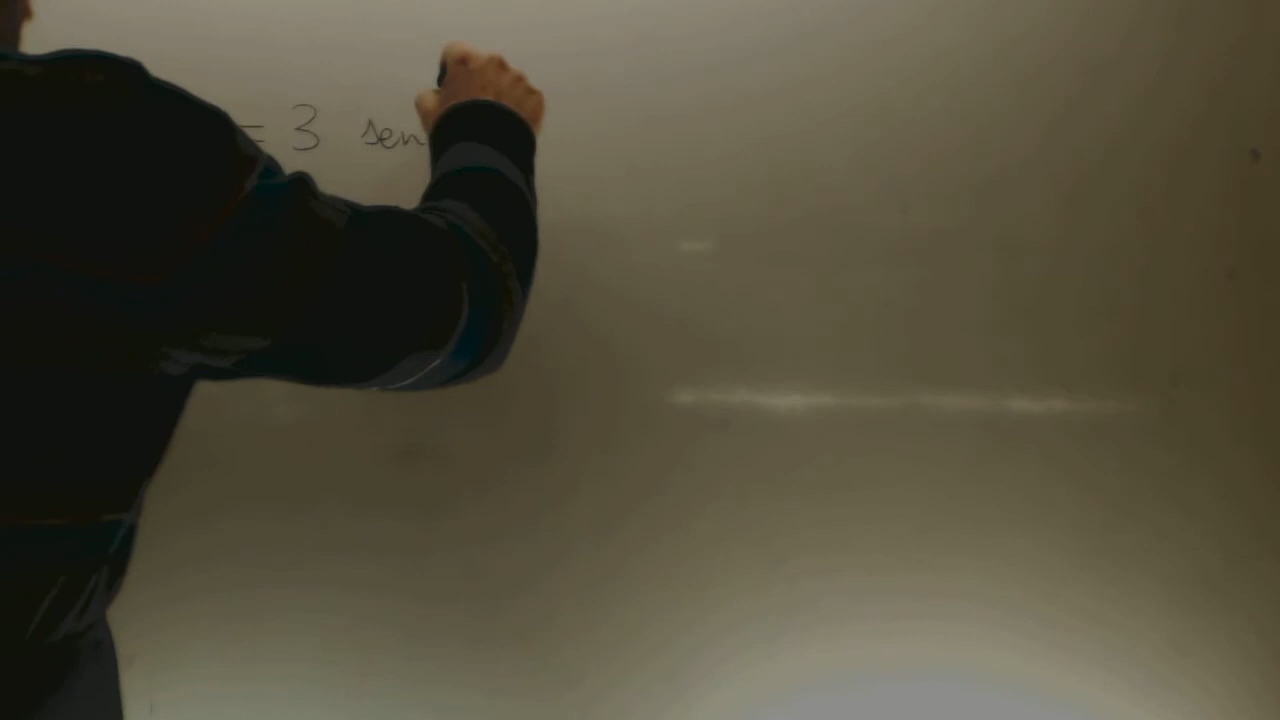 = 3 sen